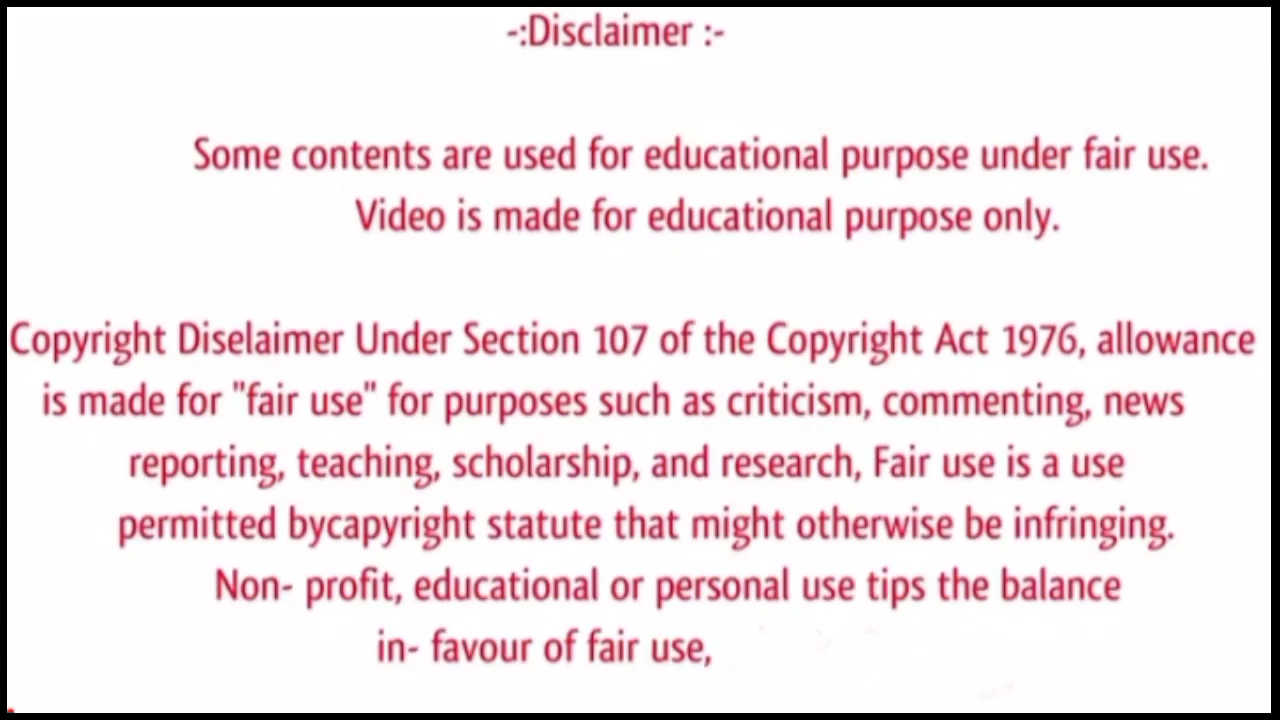 -:Disclaimer :-
Some contents are used for educational purpose under fair use.
Video is made for educational purpose only.
Copyright Diselaimer Under Section 107 of the Copyright Act 1976, allowance
is made for "fair use" for purposes such as criticism, commenting, news
reporting, teaching, scholarship, and research, Fair use is a use
permitted bycapyright statute that might otherwise be infringing.
Non- profit, educational or personal use tips the balance
in- favour of fair use,